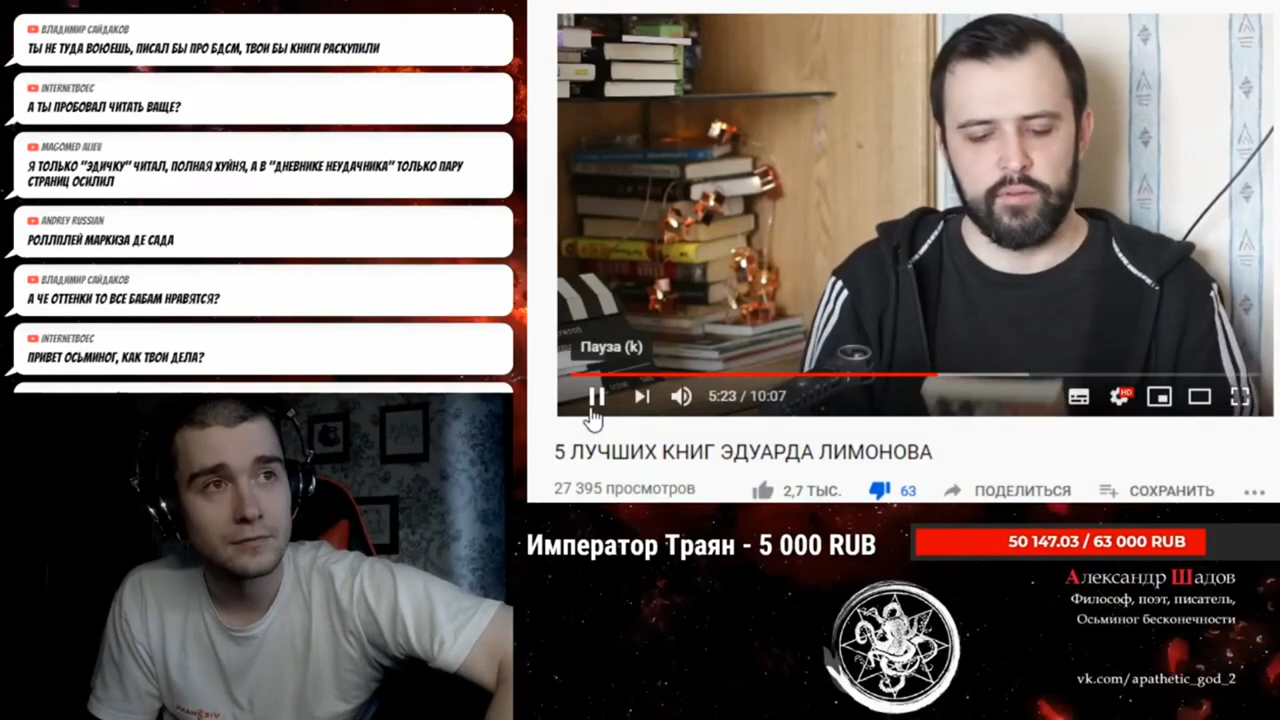 ВЛАДИМИР САЙДАКОВ
ТЫ НЕ ТУДА ВОЮЕШЬ, ПИСАЛ БЫ ПРО БДСМ, ТВОИ БЫ КНИГИ РАСКУПИЛИ
INTERNETBOEC
А ТЫ ПРОБОВАЛ ЧИТАТЬ ВАЩЕ?
MAGOMED ALIEV
Я ТОЛЬКО "ЭДИЧКУ" ЧИТАЛ, ПОЛНАЯ ХУЙНЯ, А В "ДНЕВНИКЕ НЕУДАЧНИКА" ТОЛЬКО ПАРУ
СТРАНИЦ ОСИЛИЛ
ANDREY RUSSIAN
РОЛЛПЛЕЙ МАРКИЗА ДЕ САДА
ВЛАДИМИР САЙДАКОВ
А ЧЕ ОТТЕНКИ ТО ВСЕ БАБАМ НРАВЯТСЯ?
INTERNETBOEC
ПРИВЕТ ОСЬМИНОГ, КАК ТВОИ ДЕЛА?
Пауза (k)
5:23 / 10:07
HD
5 ЛУЧШИХ КНИГ ЭДУАРДА ЛИМОНОВА
27 395 просмотров
2,7 ТЫС.
63
ПОДЕЛИТЬСЯ
СОХРАНИТЬ
Император Траян - 5 000 RUB
50 147.03 / 63 000 RUB
Александр Шадов
Философ, поэт, писатель,
Осьминог бесконечности
vk.com/apathetic_god_2